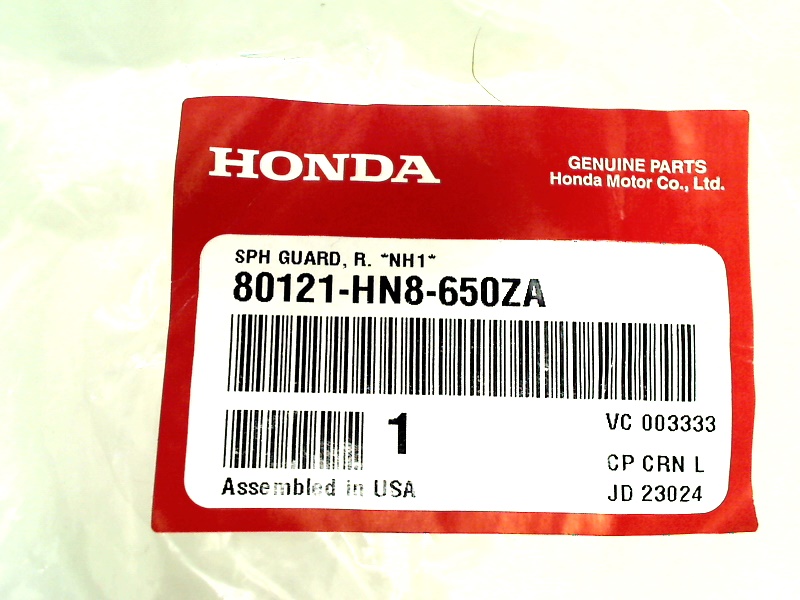 HONDA
GENUINE PARTS
Honda Motor Co., Ltd.
SPH GUARD, R. *NH1*
80121-HN8-650ZA
1
VC 003333
CP CRN L
Assembled in USA
JD 23024